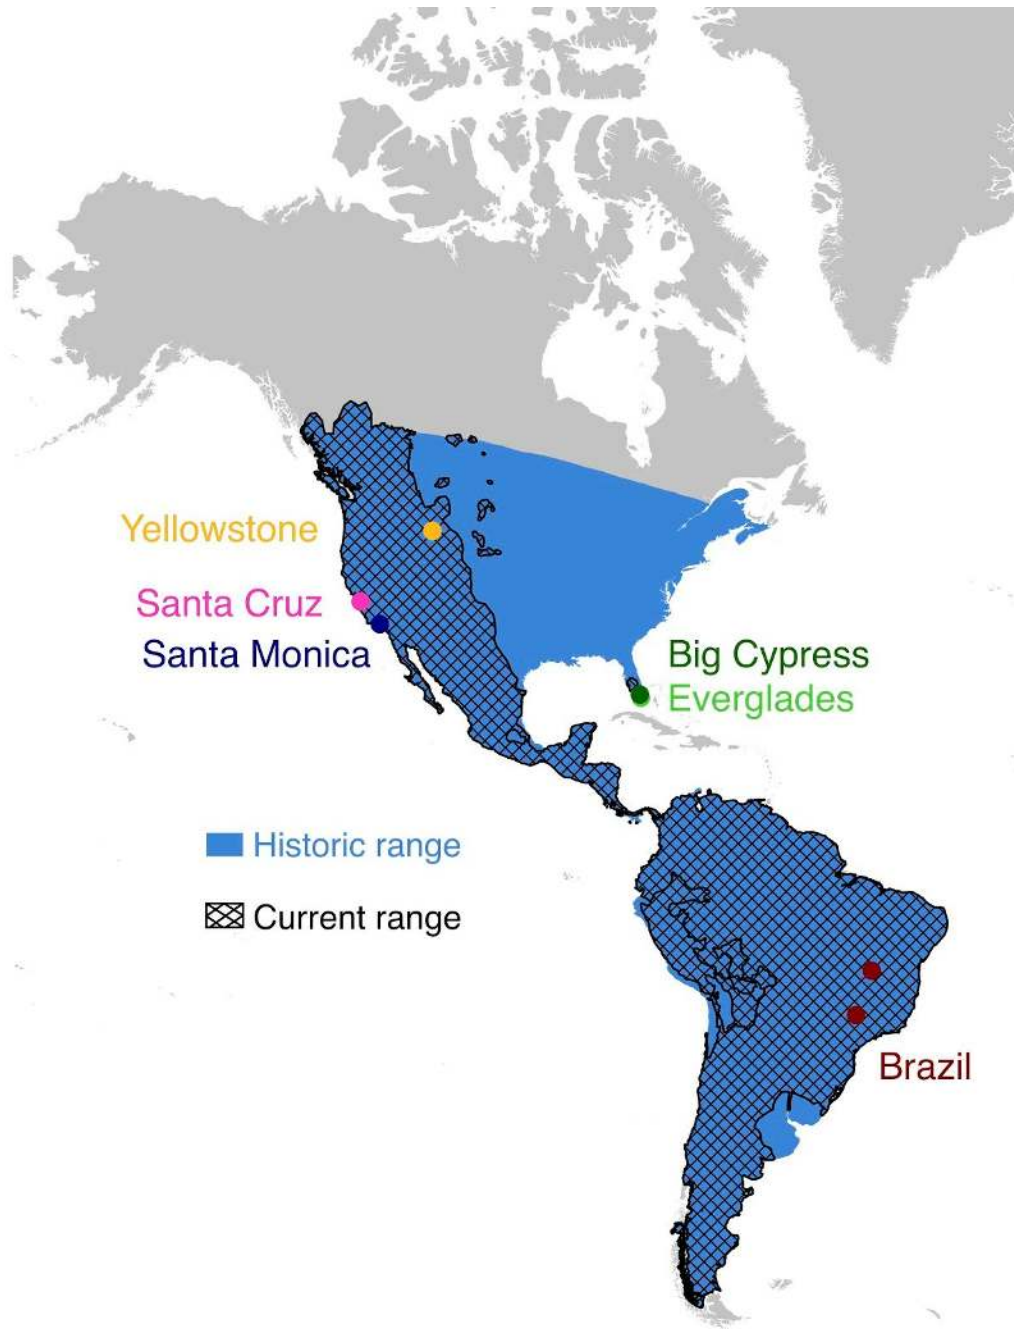 Yellowstone
Santa Cruz
Santa Monica
Big Cypress
Everglades
Historic range
Current range
Brazil